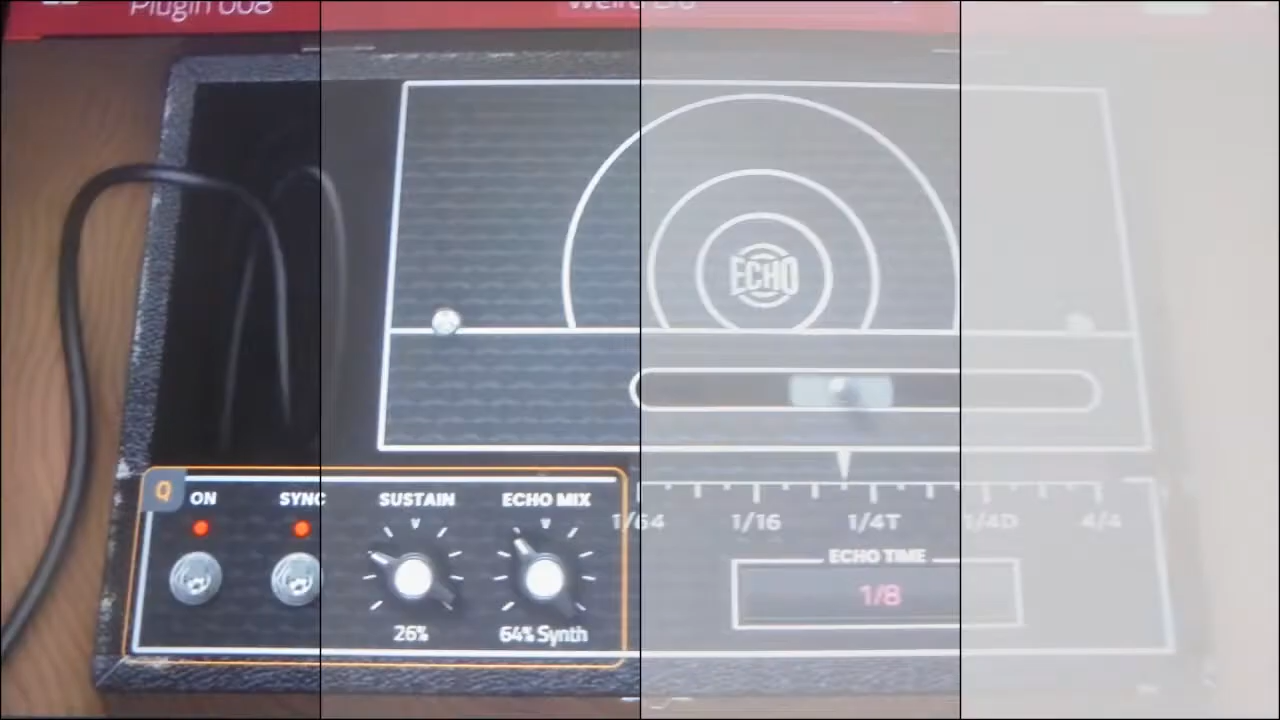 Plugin 008
ECHO
Q ON SYNC SUSTAIN ECHO MIX
1/64 1/16 1/4T 1/4D 4/4
ECHO TIME
1/8
26% 64% Synth